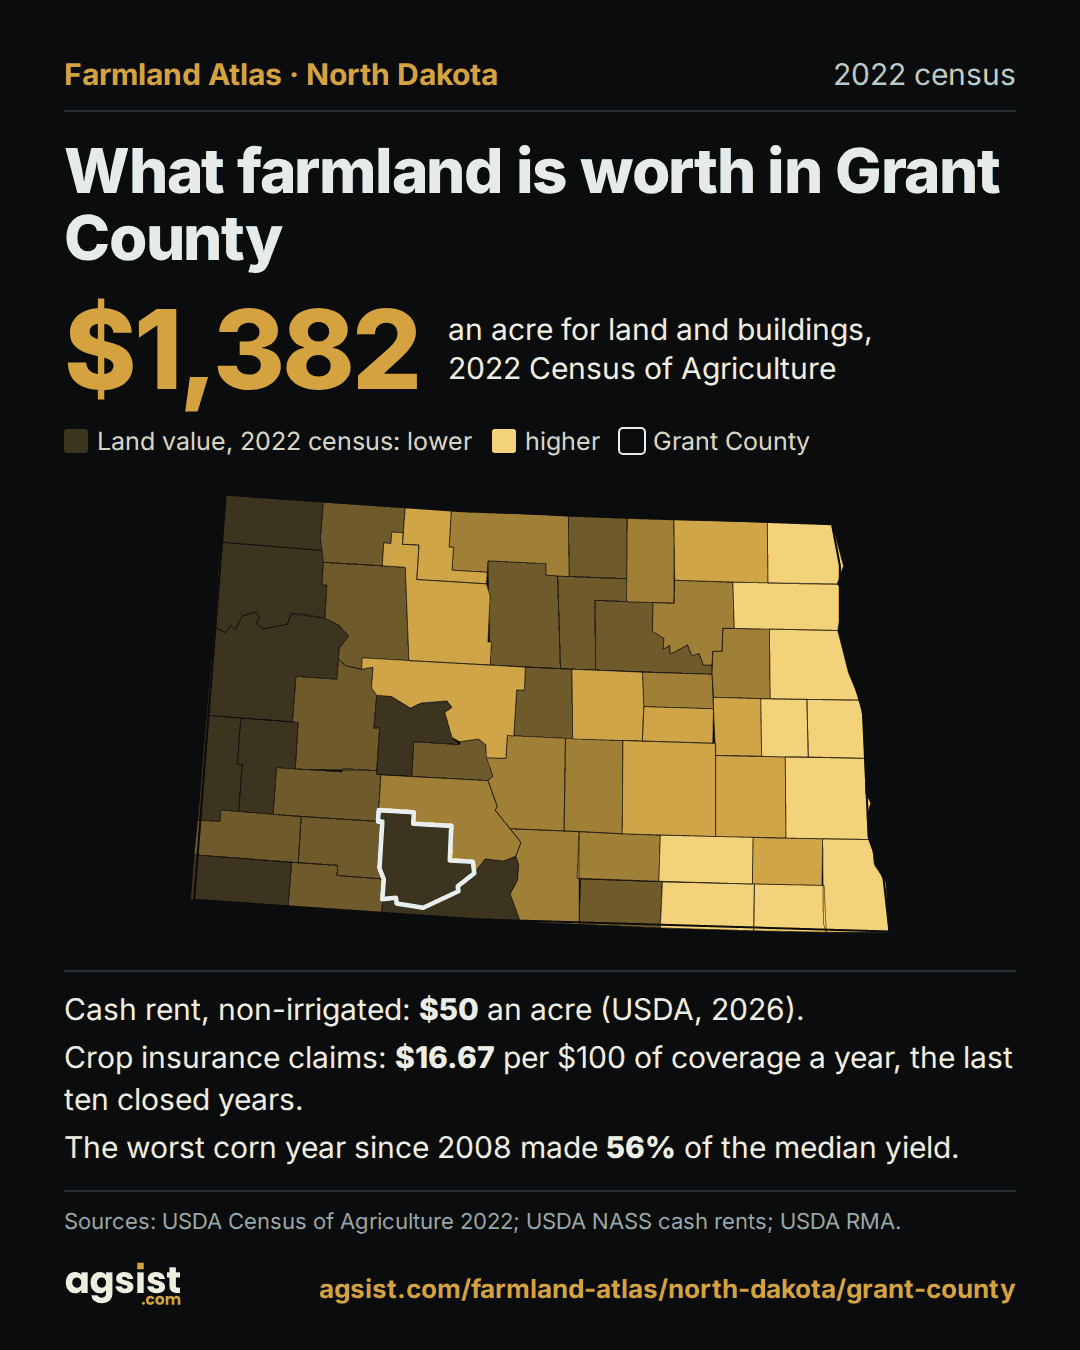 Farmland Atlas · North Dakota
2022 census
What farmland is worth in Grant
County
$1,382
an acre for land and buildings,
2022 Census of Agriculture
Land value, 2022 census: lower
higher
Grant County
Cash rent, non-irrigated: $50 an acre (USDA, 2026).
Crop insurance claims: $16.67 per $100 of coverage a year, the last
ten closed years.
The worst corn year since 2008 made 56% of the median yield.
Sources: USDA Census of Agriculture 2022; USDA NASS cash rents; USDA RMA.
agsist
.com
agsist.com/farmland-atlas/north-dakota/grant-county